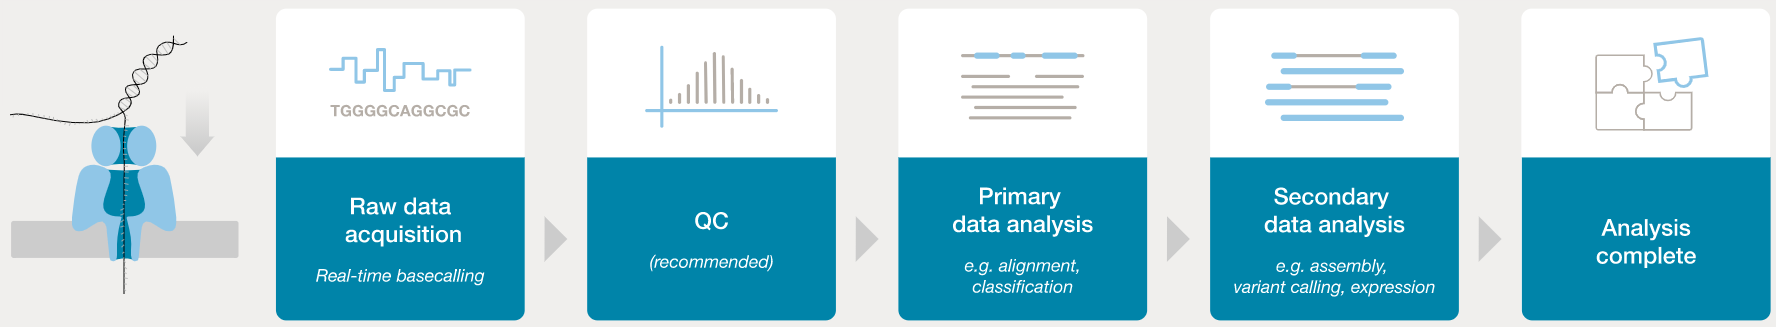 TGGGGCAGGCGC
Raw data
acquisition
Real-time basecalling
QC
(recommended)
Primary
data analysis
e.g. alignment,
classification
Secondary
data analysis
e.g. assembly,
variant calling, expression
Analysis
complete